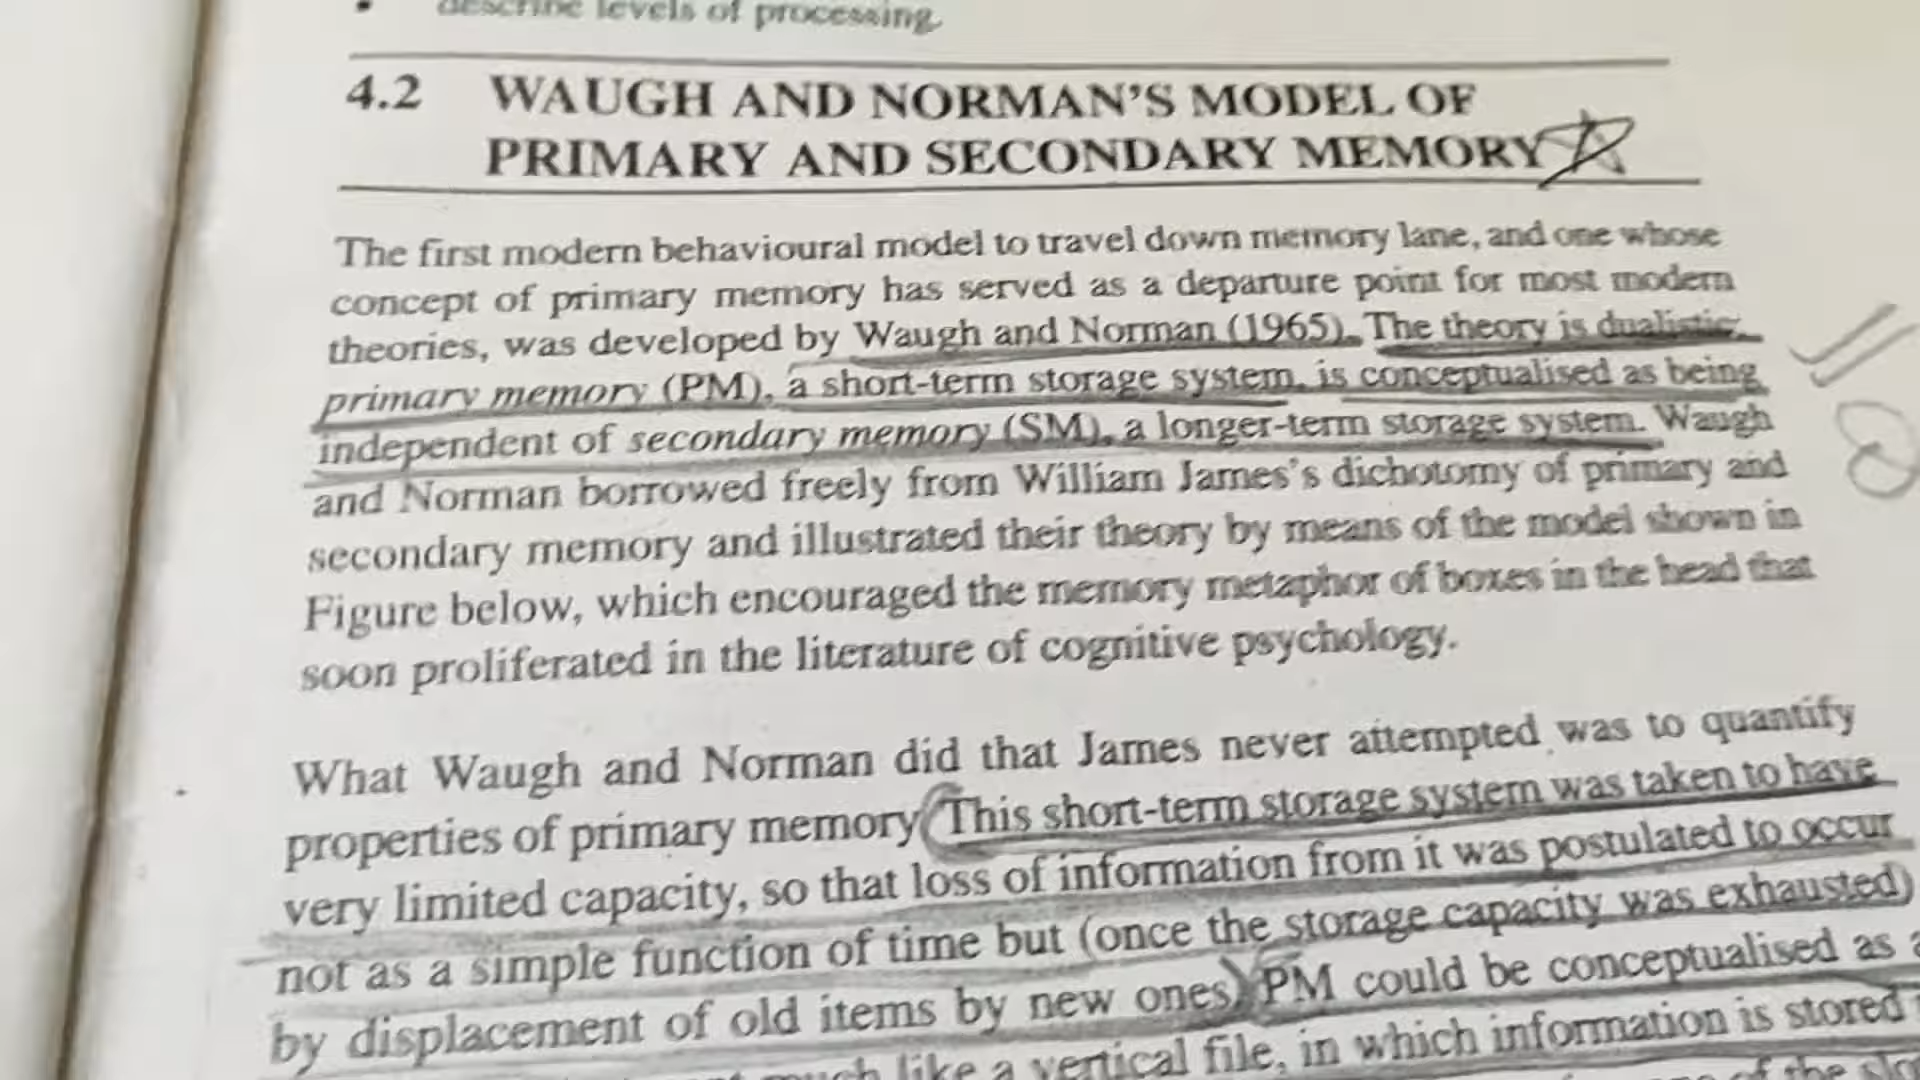 describe levels of processing.
4.2 WAUGH AND NORMAN'S MODEL OF
PRIMARY AND SECONDARY MEMORY
The first modern behavioural model to travel down memory lane, and one whose
concept of primary memory has served as a departure point for most modern
theories, was developed by Waugh and Norman (1965). The theory is dualistic;
primary memory (PM), a short-term storage system, is conceptualised as being
independent of secondary memory (SM), a longer-term storage system. Waugh
and Norman borrowed freely from William James's dichotomy of primary and
secondary memory and illustrated their theory by means of the model shown in
Figure below, which encouraged the memory metaphor of boxes in the head that
soon proliferated in the literature of cognitive psychology.
What Waugh and Norman did that James never attempted was to quantify
properties of primary memory This short-term storage system was taken to have
very limited capacity, so that loss of information from it was postulated to occur
not as a simple function of time but (once the storage capacity was exhausted)
by displacement of old items by new ones. PM could be conceptualised as a
much like a vertical file, in which information is stored
of the